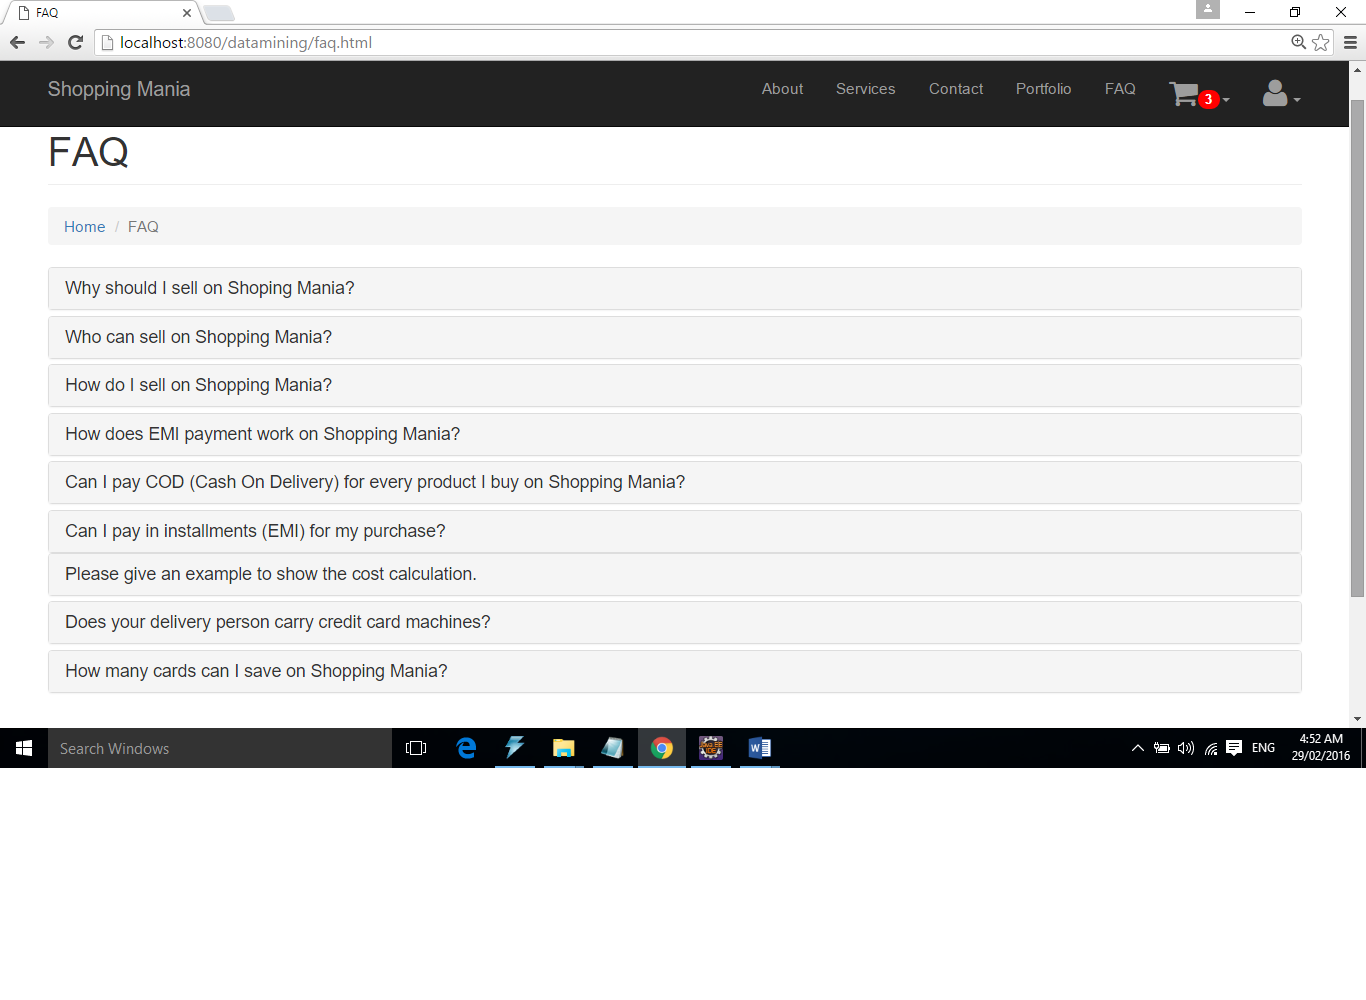 FAQ
localhost:8080/datamining/faq.html
Shopping Mania About Services Contact Portfolio FAQ 3
FAQ
Home / FAQ
Why should I sell on Shoping Mania?
Who can sell on Shopping Mania?
How do I sell on Shopping Mania?
How does EMI payment work on Shopping Mania?
Can I pay COD (Cash On Delivery) for every product I buy on Shopping Mania?
Can I pay in installments (EMI) for my purchase?
Please give an example to show the cost calculation.
Does your delivery person carry credit card machines?
How many cards can I save on Shopping Mania?
Search Windows ENG 4:52 AM
29/02/2016